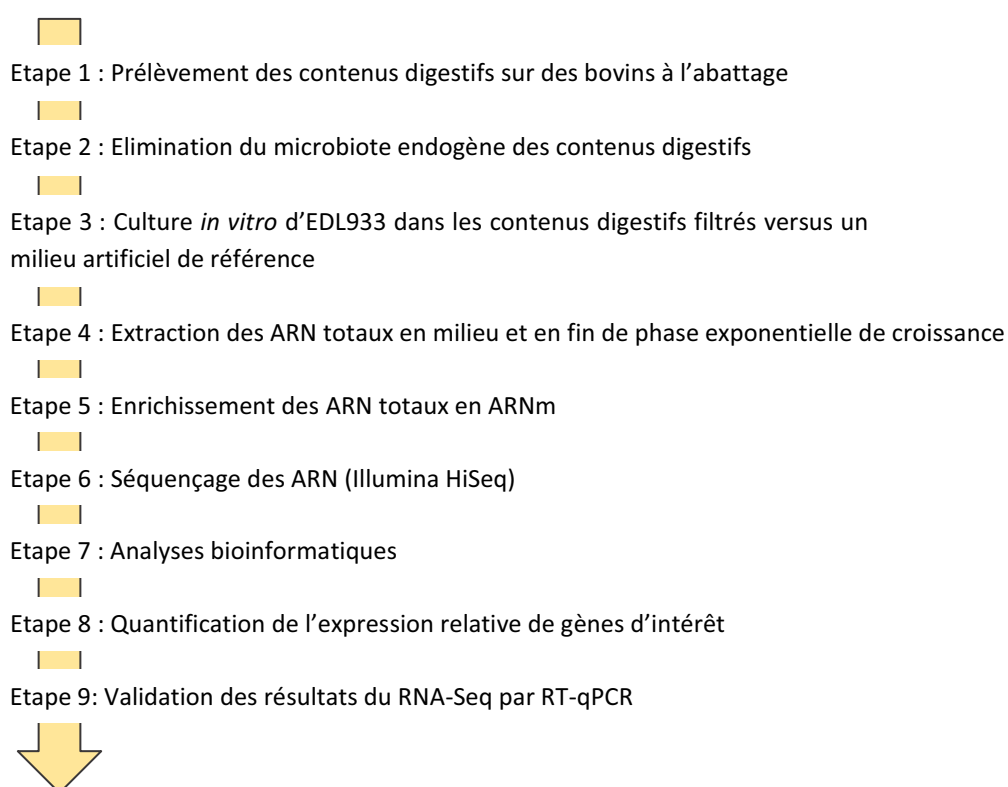 Etape 1 : Prélèvement des contenus digestifs sur des bovins à l’abattage
Etape 2 : Elimination du microbiote endogène des contenus digestifs
Etape 3 : Culture in vitro d’EDL933 dans les contenus digestifs filtrés versus un
milieu artificiel de référence
Etape 4 : Extraction des ARN totaux en milieu et en fin de phase exponentielle de croissance
Etape 5 : Enrichissement des ARN totaux en ARNm
Etape 6 : Séquençage des ARN (Illumina HiSeq)
Etape 7 : Analyses bioinformatiques
Etape 8 : Quantification de l’expression relative de gènes d’intérêt
Etape 9: Validation des résultats du RNA-Seq par RT-qPCR